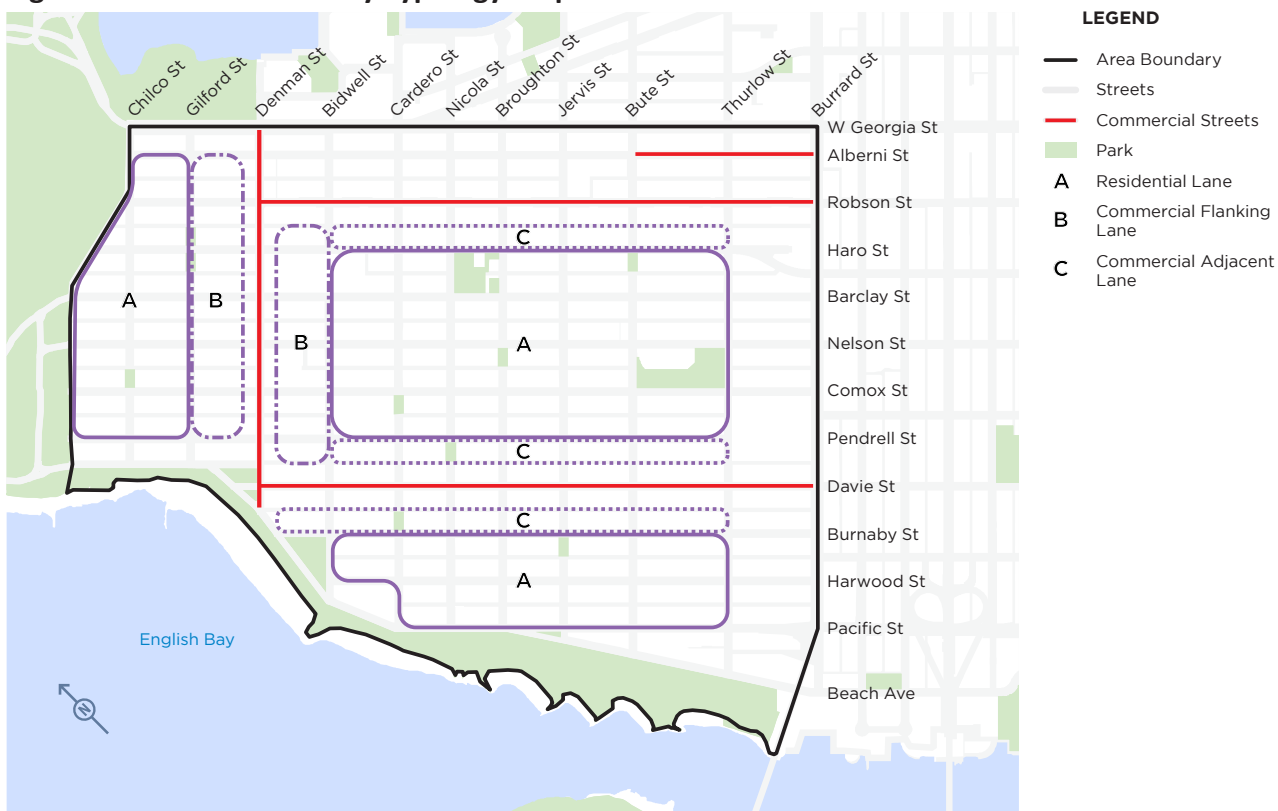 Chilco St
Gilford St
Denman St
Bidwell St
Cardero St
Nicola St
Broughton St
Jervis St
Bute St
Thurlow St
Burrard St
W Georgia St
Alberni St
Robson St
Haro St
Barclay St
Nelson St
Comox St
Pendrell St
Davie St
Burnaby St
Harwood St
Pacific St
Beach Ave
A
B
B
C
A
C
C
A
English Bay
N
LEGEND
Area Boundary
Streets
Commercial Streets
Park
A Residential Lane
B Commercial Flanking
Lane
C Commercial Adjacent
Lane